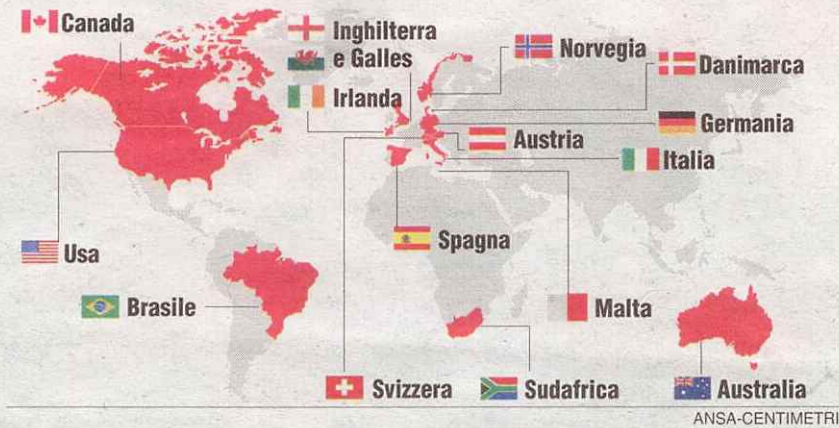 Canada
Inghilterra
e Galles
Irlanda
Norvegia
Danimarca
Germania
Austria
Italia
Usa
Spagna
Brasile
Malta
Svizzera
Sudafrica
Australia
ANSA-CENTIMETRI